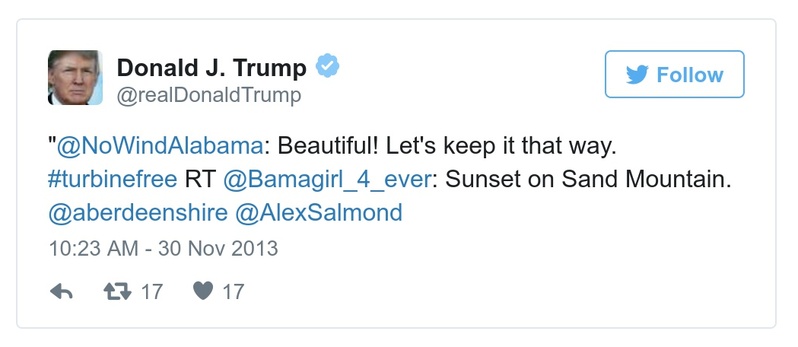 Donald J. Trump
@realDonaldTrump
Follow
"@NoWindAlabama: Beautiful! Let's keep it that way.
#turbinefree RT @Bamagirl_4_ever: Sunset on Sand Mountain.
@aberdeenshire @AlexSalmond
10:23 AM - 30 Nov 2013
17 17